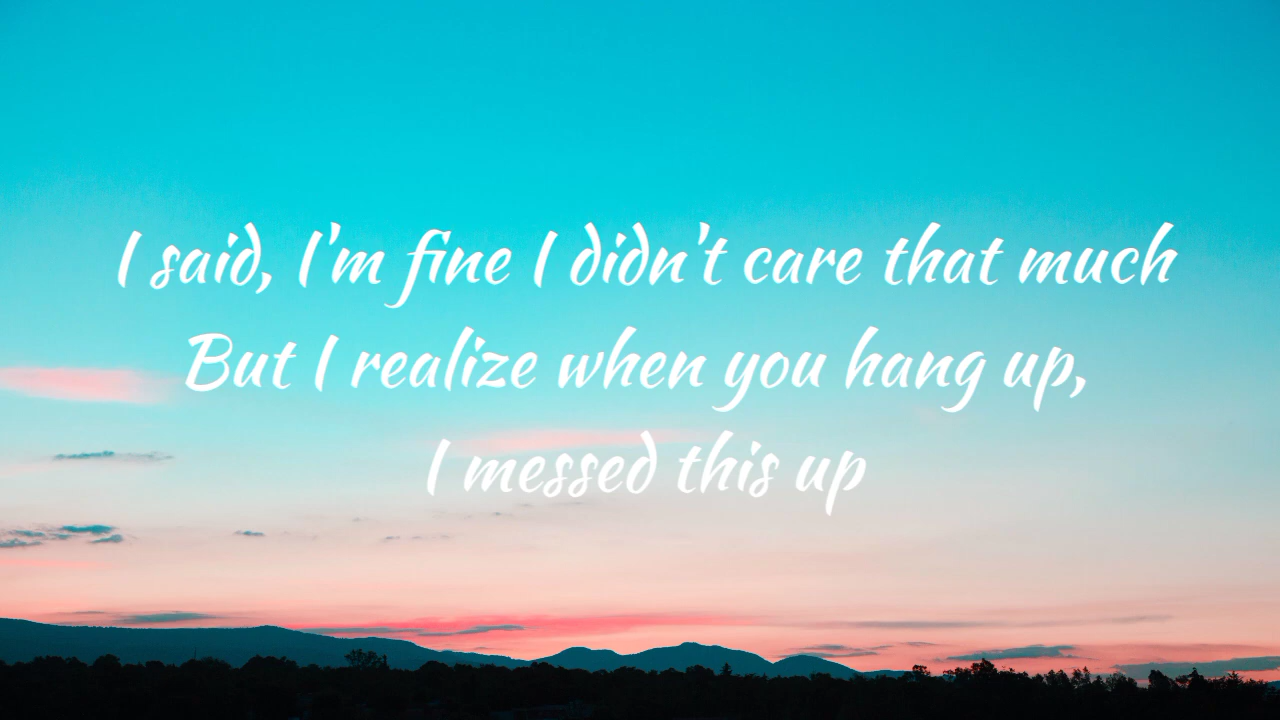 I said, I'm fine I didn't care that much
But I realize when you hang up,
I messed this up